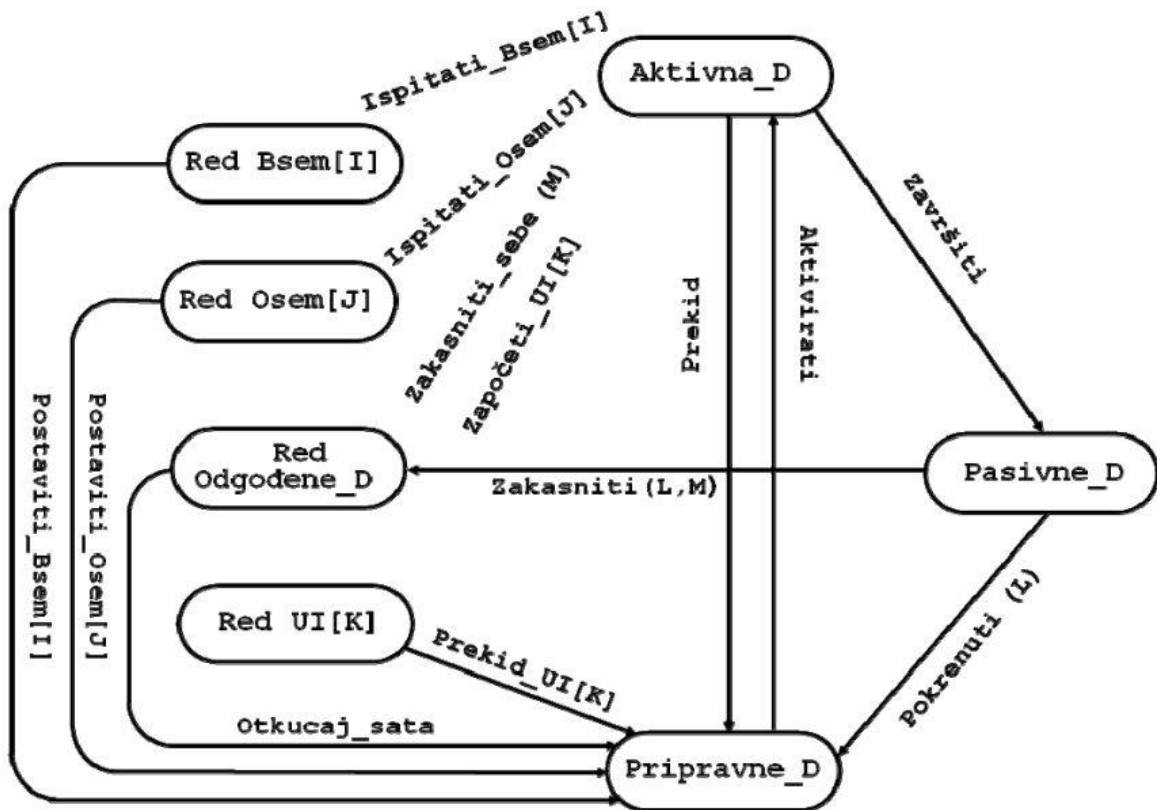 Ispitati_Bsem[I]
Aktivna_D
Red Bsem[I]
Ispitati_Osem[J]
Zakasniti_sebe (M)
Započeti_UI[K]
Završiti
Prekid
Aktivirati
Red Osem[J]
Postaviti_Bsem[I]
Postaviti_Osem[J]
Red
Odgođene_D
Zakasniti(L,M)
Pasivne_D
Red UI[K]
Prekid_UI[K]
Pokrenuti (L)
Otkucaj_sata
Pripravne_D